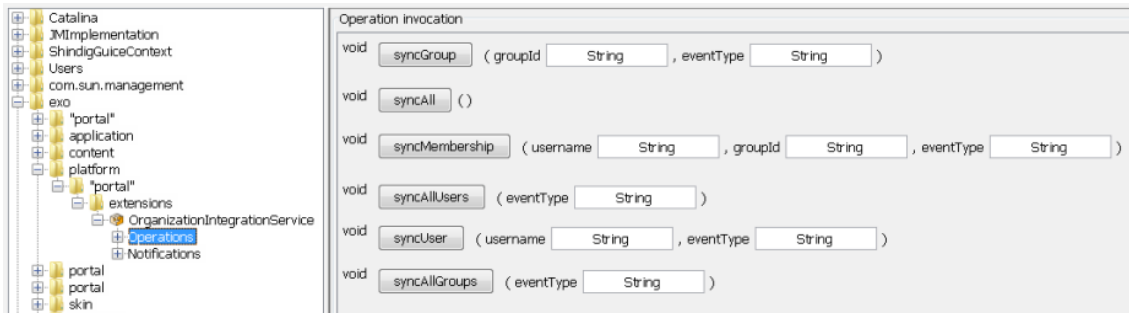 Catalina
JMImplementation
ShindigGuiceContext
Users
com.sun.management
exo
"portal"
application
content
platform
"portal"
extensions
OrganizationIntegrationService
Operations
Notifications
portal
portal
skin
Operation invocation
void syncGroup ( groupId String , eventType String )
void syncAll ()
void syncMembership ( username String , groupId String , eventType String )
void syncAllUsers ( eventType String )
void syncUser ( username String , eventType String )
void syncAllGroups ( eventType String )